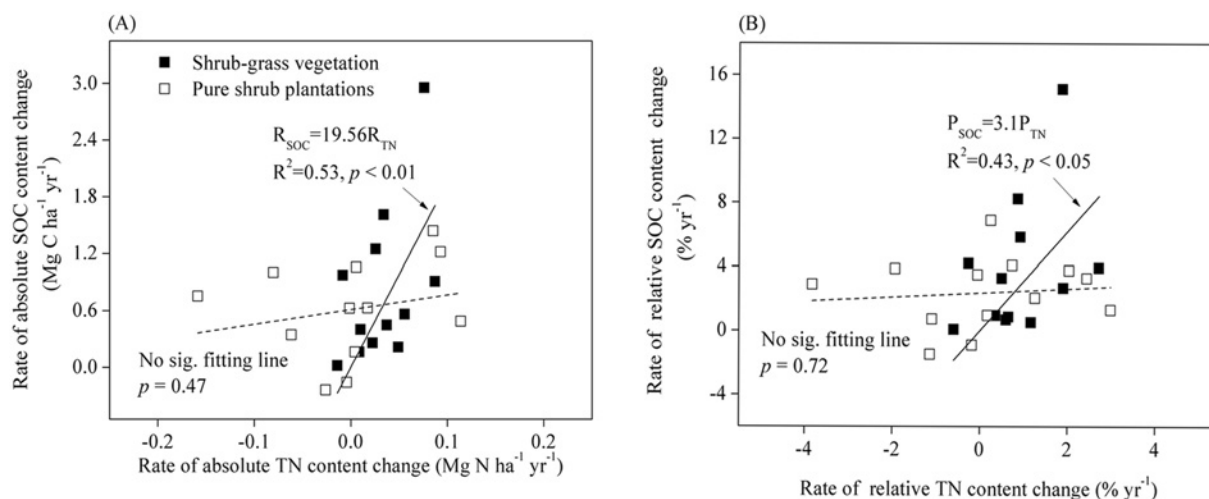 (A)
Shrub-grass vegetation
Pure shrub plantations
R_SOC=19.56R_TN
R²=0.53, p < 0.01
No sig. fitting line
p = 0.47
3.0
2.4
1.8
1.2
0.6
0.0
-0.2
-0.1
0.0
0.1
0.2
Rate of absolute SOC content change
(Mg C ha⁻¹ yr⁻¹)
Rate of absolute TN content change (Mg N ha⁻¹ yr⁻¹)
(B)
P_SOC=3.1P_TN
R²=0.43, p < 0.05
No sig. fitting line
p = 0.72
16
12
8
4
0
-4
-4
-2
0
2
4
Rate of relative SOC content change
(% yr⁻¹)
Rate of relative TN content change (% yr⁻¹)